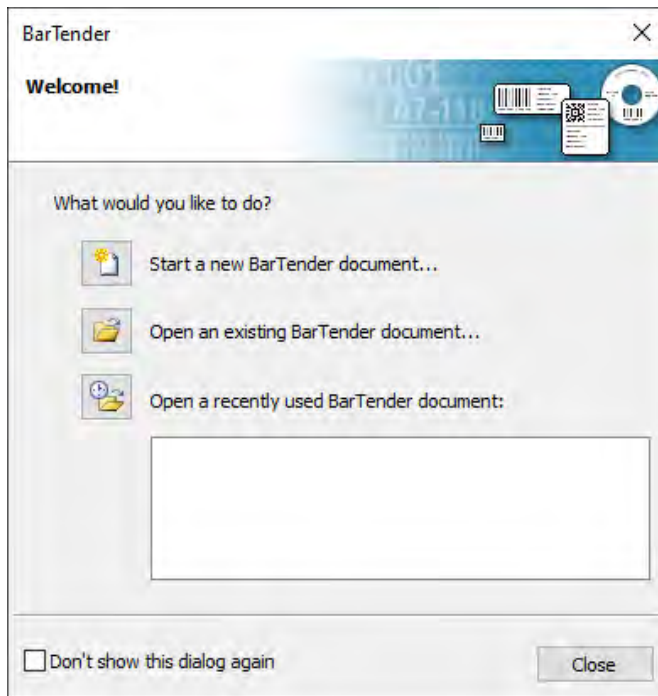 BarTender
Welcome!
What would you like to do?
Start a new BarTender document...
Open an existing BarTender document...
Open a recently used BarTender document:
Don't show this dialog again
Close